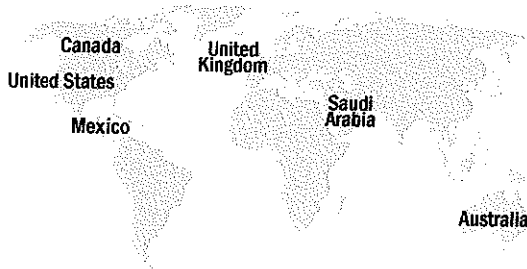 Canada
United
Kingdom
United States
Saudi
Arabia
Mexico
Australia